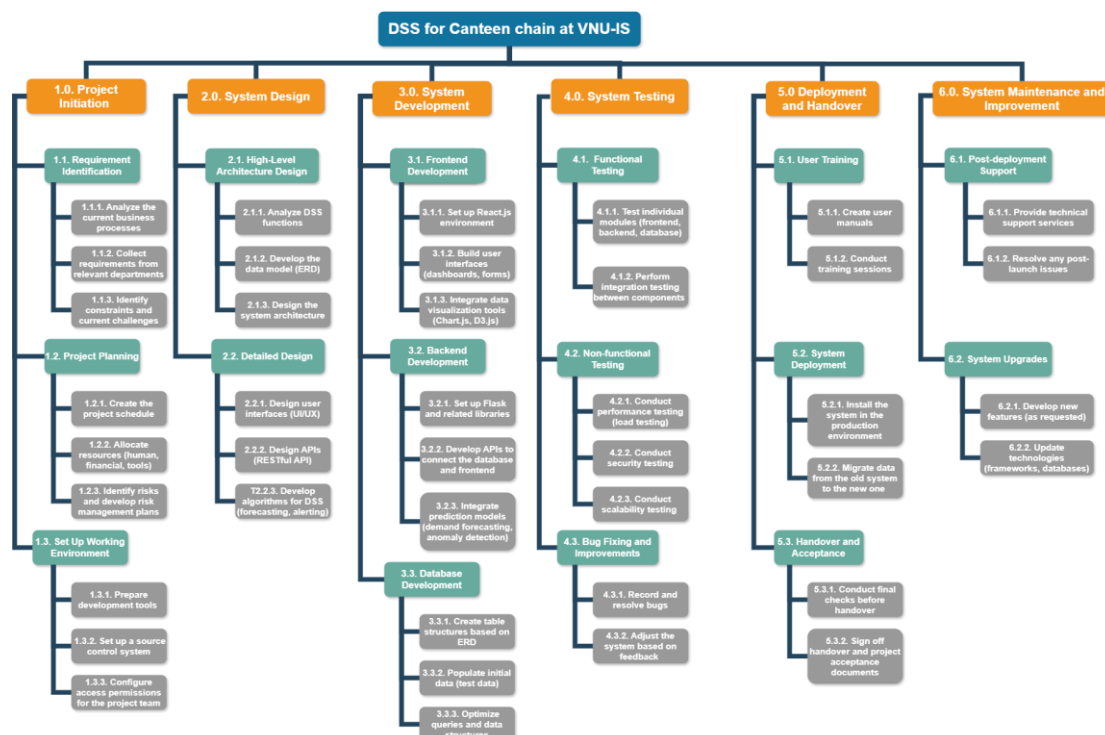 DSS for Canteen chain at VNU-IS
1.0. Project
Initiation
1.1. Requirement
Identification
1.1.1. Analyze the
current business
processes
1.1.2. Collect
requirements from
relevant departments
1.1.3. Identify
constraints and
current challenges
1.2. Project Planning
1.2.1. Create the
project schedule
1.2.2. Allocate
resources (human,
financial, tools)
1.2.3. Identify risks
and develop risk
management plans
1.3. Set Up Working
Environment
1.3.1. Prepare
development tools
1.3.2. Set up a source
control system
1.3.3. Configure
access permissions
for the project team
2.0. System Design
2.1. High-Level
Architecture Design
2.1.1. Analyze DSS
functions
2.1.2. Develop the
data model (ERD)
2.1.3. Design the
system architecture
2.2. Detailed Design
2.2.1. Design user
interfaces (UI/UX)
2.2.2. Design APIs
(RESTful API)
T2.2.3. Develop
algorithms for DSS
(forecasting, alerting)
3.0. System
Development
3.1. Frontend
Development
3.1.1. Set up React.js
environment
3.1.2. Build user
interfaces
(dashboards, forms)
3.1.3. Integrate data
visualization tools
(Chart.js, D3.js)
3.2. Backend
Development
3.2.1. Set up Flask
and related libraries
3.2.2. Develop APIs to
connect the database
and frontend
3.2.3. Integrate
prediction models
(demand forecasting,
anomaly detection)
3.3. Database
Development
3.3.1. Create table
structures based on
ERD
3.3.2. Populate initial
data (test data)
3.3.3. Optimize
queries and data
structures
4.0. System Testing
4.1. Functional
Testing
4.1.1. Test individual
modules (frontend,
backend, database)
4.1.2. Perform
integration testing
between components
4.2. Non-functional
Testing
4.2.1. Conduct
performance testing
(load testing)
4.2.2. Conduct
security testing
4.2.3. Conduct
scalability testing
4.3. Bug Fixing and
Improvements
4.3.1. Record and
resolve bugs
4.3.2. Adjust the
system based on
feedback
5.0 Deployment
and Handover
5.1. User Training
5.1.1. Create user
manuals
5.1.2. Conduct
training sessions
5.2. System
Deployment
5.2.1. Install the
system in the
production
environment
5.2.2. Migrate data
from the old system
to the new one
5.3. Handover and
Acceptance
5.3.1. Conduct final
checks before
handover
5.3.2. Sign off
handover and project
acceptance
documents
6.0. System Maintenance and
Improvement
6.1. Post-deployment
Support
6.1.1. Provide technical
support services
6.1.2. Resolve any post-
launch issues
6.2. System Upgrades
6.2.1. Develop new
features (as requested)
6.2.2. Update
technologies
(frameworks, databases)